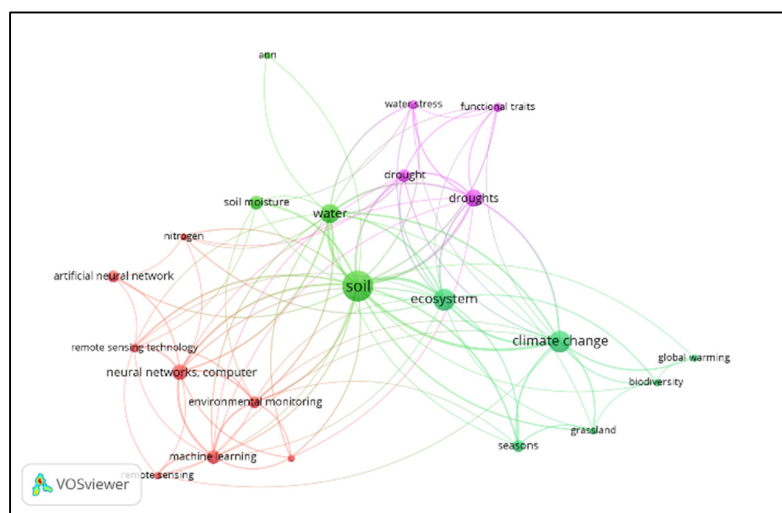 ann
water stress
functional traits
drought
droughts
soil moisture
water
nitrogen
artificial neural network
soil
ecosystem
climate change
remote sensing technology
global warming
neural networks, computer
biodiversity
environmental monitoring
grassland
seasons
machine learning
remote sensing
VOSviewer